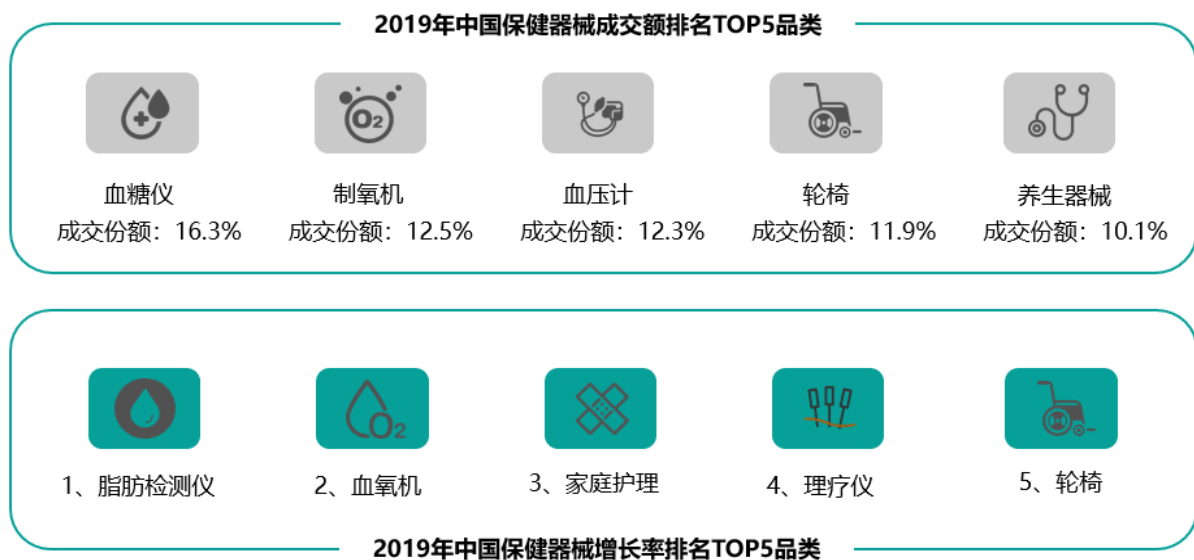 2019年中国保健器械成交额排名TOP5品类
O2
血糖仪 制氧机 血压计 轮椅 养生器械
成交份额：16.3% 成交份额：12.5% 成交份额：12.3% 成交份额：11.9% 成交份额：10.1%
O2
1、脂肪检测仪 2、血氧机 3、家庭护理 4、理疗仪 5、轮椅
2019年中国保健器械增长率排名TOP5品类